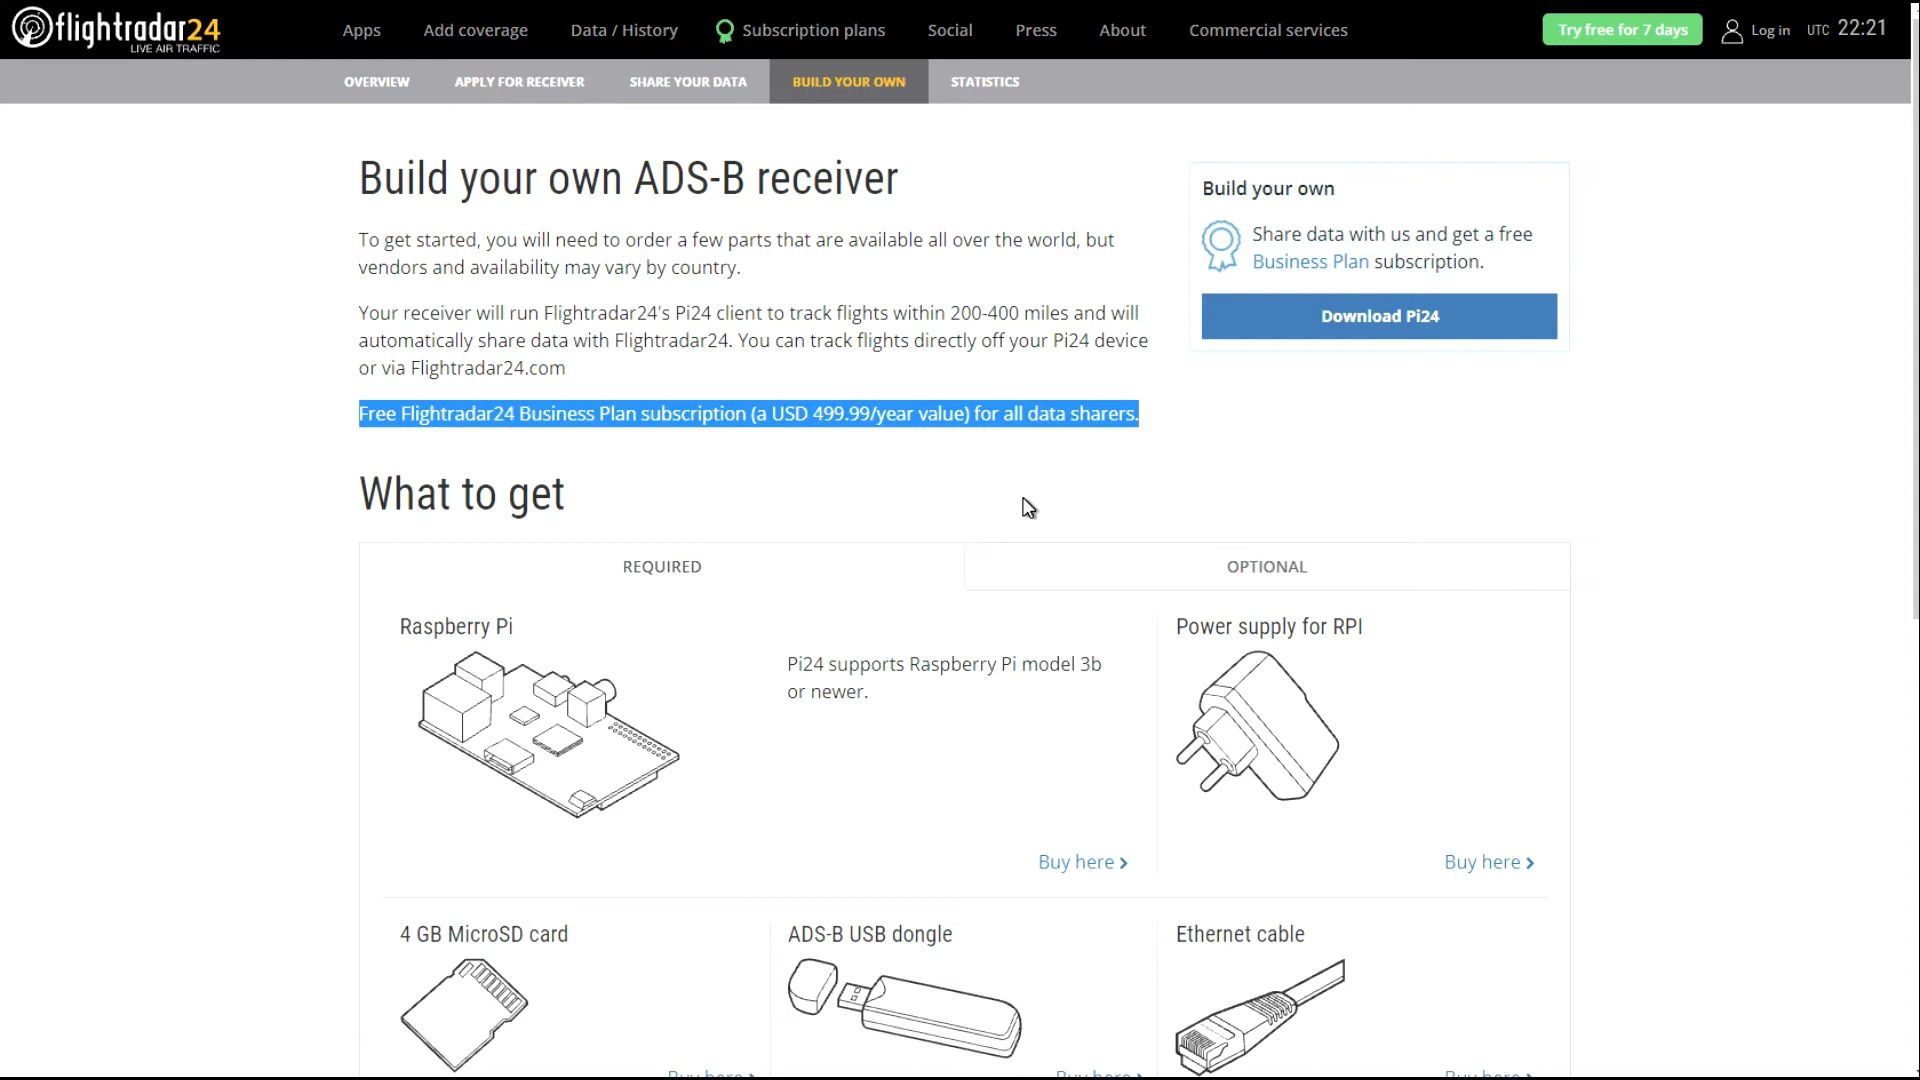 flightradar24
LIVE AIR TRAFFIC
Apps
Add coverage
Data / History
Subscription plans
Social
Press
About
Commercial services
Try free for 7 days
Log in
UTC 22:21
OVERVIEW
APPLY FOR RECEIVER
SHARE YOUR DATA
BUILD YOUR OWN
STATISTICS
Build your own ADS-B receiver
To get started, you will need to order a few parts that are available all over the world, but
vendors and availability may vary by country.
Your receiver will run Flightradar24's Pi24 client to track flights within 200-400 miles and will
automatically share data with Flightradar24. You can track flights directly off your Pi24 device
or via Flightradar24.com
Free Flightradar24 Business Plan subscription (a USD 499.99/year value) for all data sharers.
Build your own
Share data with us and get a free
Business Plan subscription.
Download Pi24
What to get
REQUIRED
OPTIONAL
Raspberry Pi
Pi24 supports Raspberry Pi model 3b
or newer.
Buy here
Power supply for RPI
Buy here
4 GB MicroSD card
Buy here
ADS-B USB dongle
Buy here
Ethernet cable
Buy here